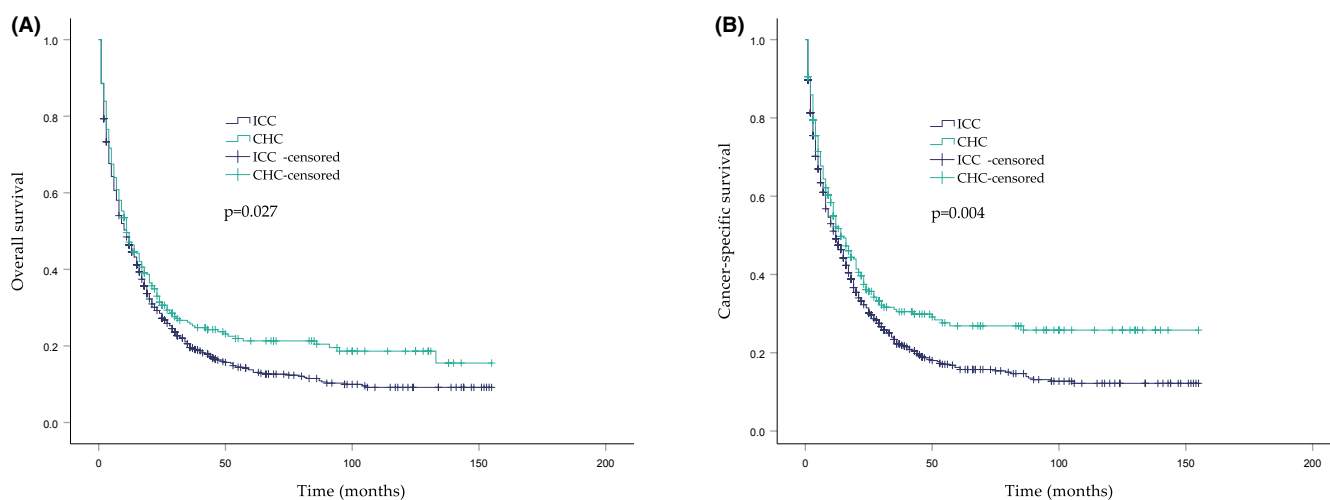 (A)
1.0
0.8
0.6
0.4
0.2
0.0
Overall survival
ICC
CHC
ICC -censored
CHC-censored
p=0.027
0 50 100 150 200
Time (months)
(B)
1.0
0.8
0.6
0.4
0.2
0.0
Cancer-specific survival
ICC
CHC
ICC -censored
CHC-censored
p=0.004
0 50 100 150 200
Time (months)